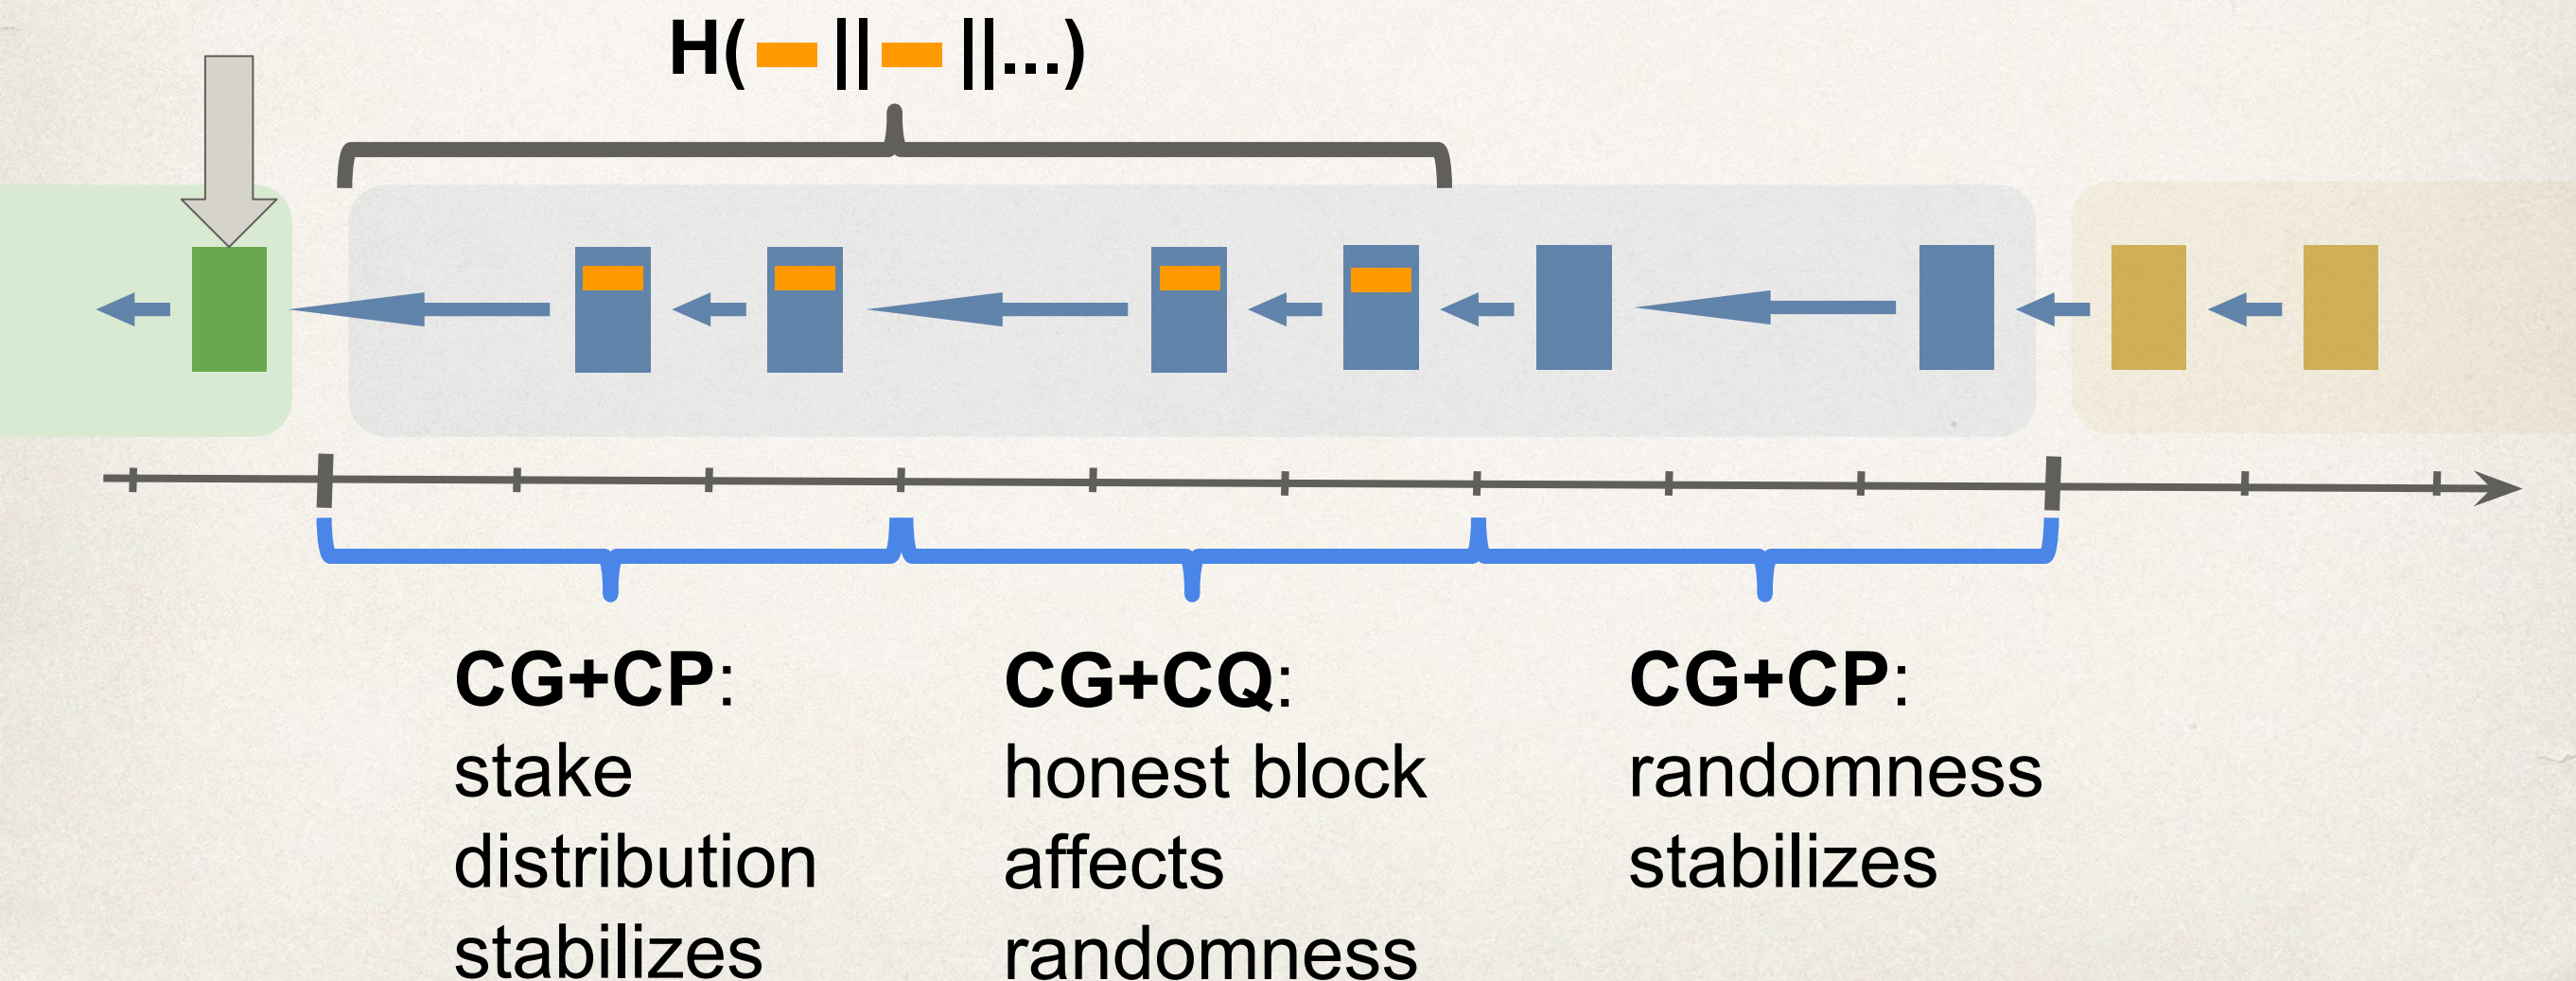 H( || ||...)
CG+CP:
stake
distribution
stabilizes
CG+CQ:
honest block
affects
randomness
CG+CP:
randomness
stabilizes